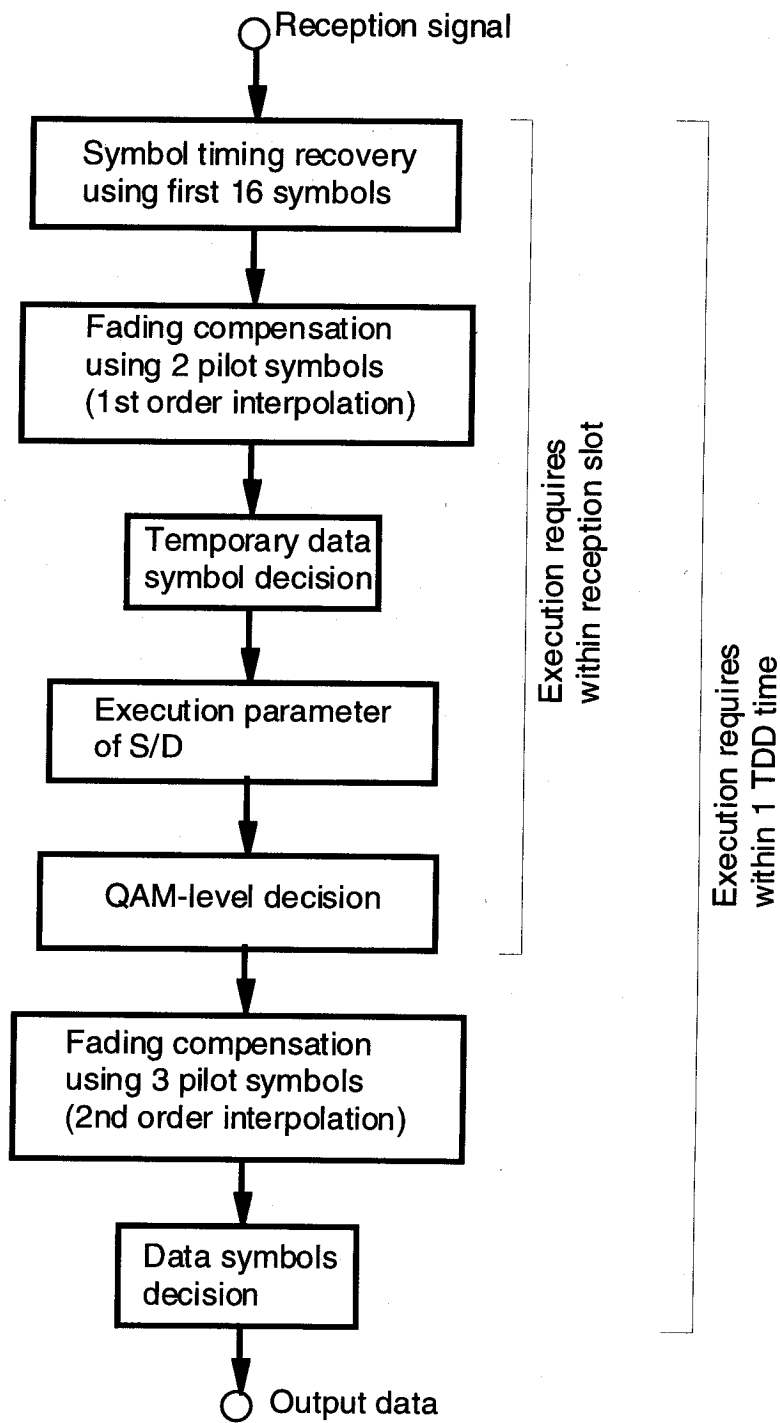 Reception signal
Symbol timing recovery
using first 16 symbols
Fading compensation
using 2 pilot symbols
(1st order interpolation)
Temporary data
symbol decision
Execution parameter
of S/D
QAM-level decision
Fading compensation
using 3 pilot symbols
(2nd order interpolation)
Data symbols
decision
Output data
Execution requires
within reception slot
Execution requires
within 1 TDD time